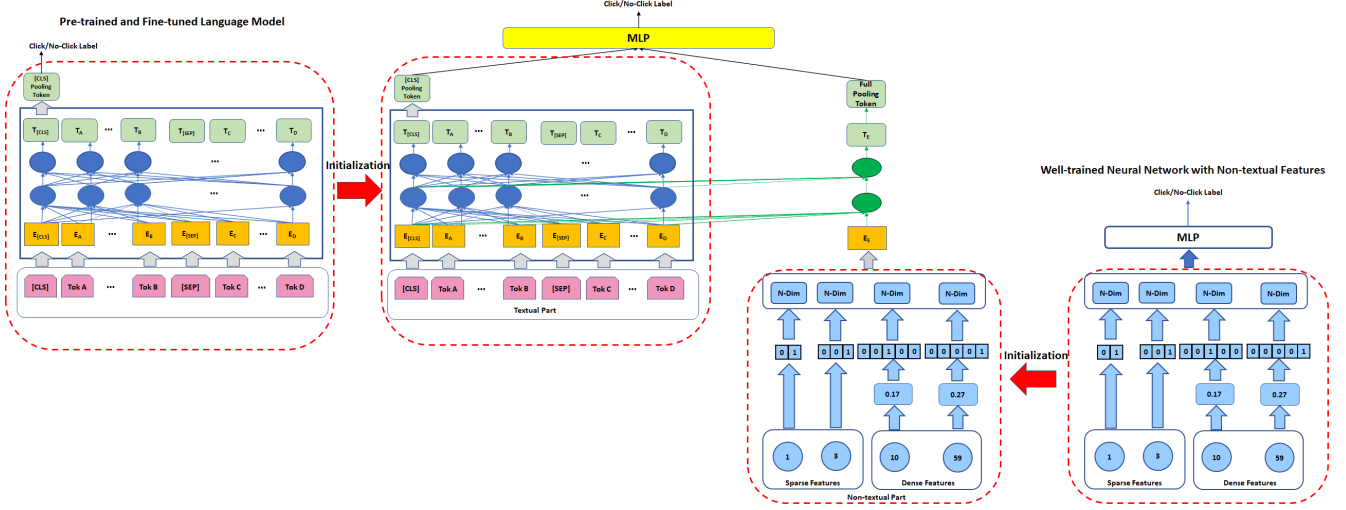 Pre-trained and Fine-tuned Language Model
Click/No-Click Label
[CLS]
Pooling
Token
T[CLS] TA ... TB T[SEP] TC ... TD
...
...
E[CLS] EA ... EB E[SEP] EC ... ED
[CLS] Tok A ... Tok B [SEP] Tok C ... Tok D
Initialization
Click/No-Click Label
MLP
[CLS]
Pooling
Token
T[CLS] TA ... TB T[SEP] TC ... TD
...
...
E[CLS] EA ... EB E[SEP] EC ... ED
[CLS] Tok A ... Tok B [SEP] Tok C ... Tok D
Textual Part
Full
Pooling
Token
TE
EE
N-Dim N-Dim N-Dim N-Dim
0 1 0 0 1 0 0 1 0 0 0 0 0 0 1
0.17 0.27
1 3 10 59
Sparse Features Dense Features
Non-textual Part
Initialization
Well-trained Neural Network with Non-textual Features
Click/No-Click Label
MLP
N-Dim N-Dim N-Dim N-Dim
0 1 0 0 1 0 0 1 0 0 0 0 0 0 1
0.17 0.27
1 3 10 59
Sparse Features Dense Features